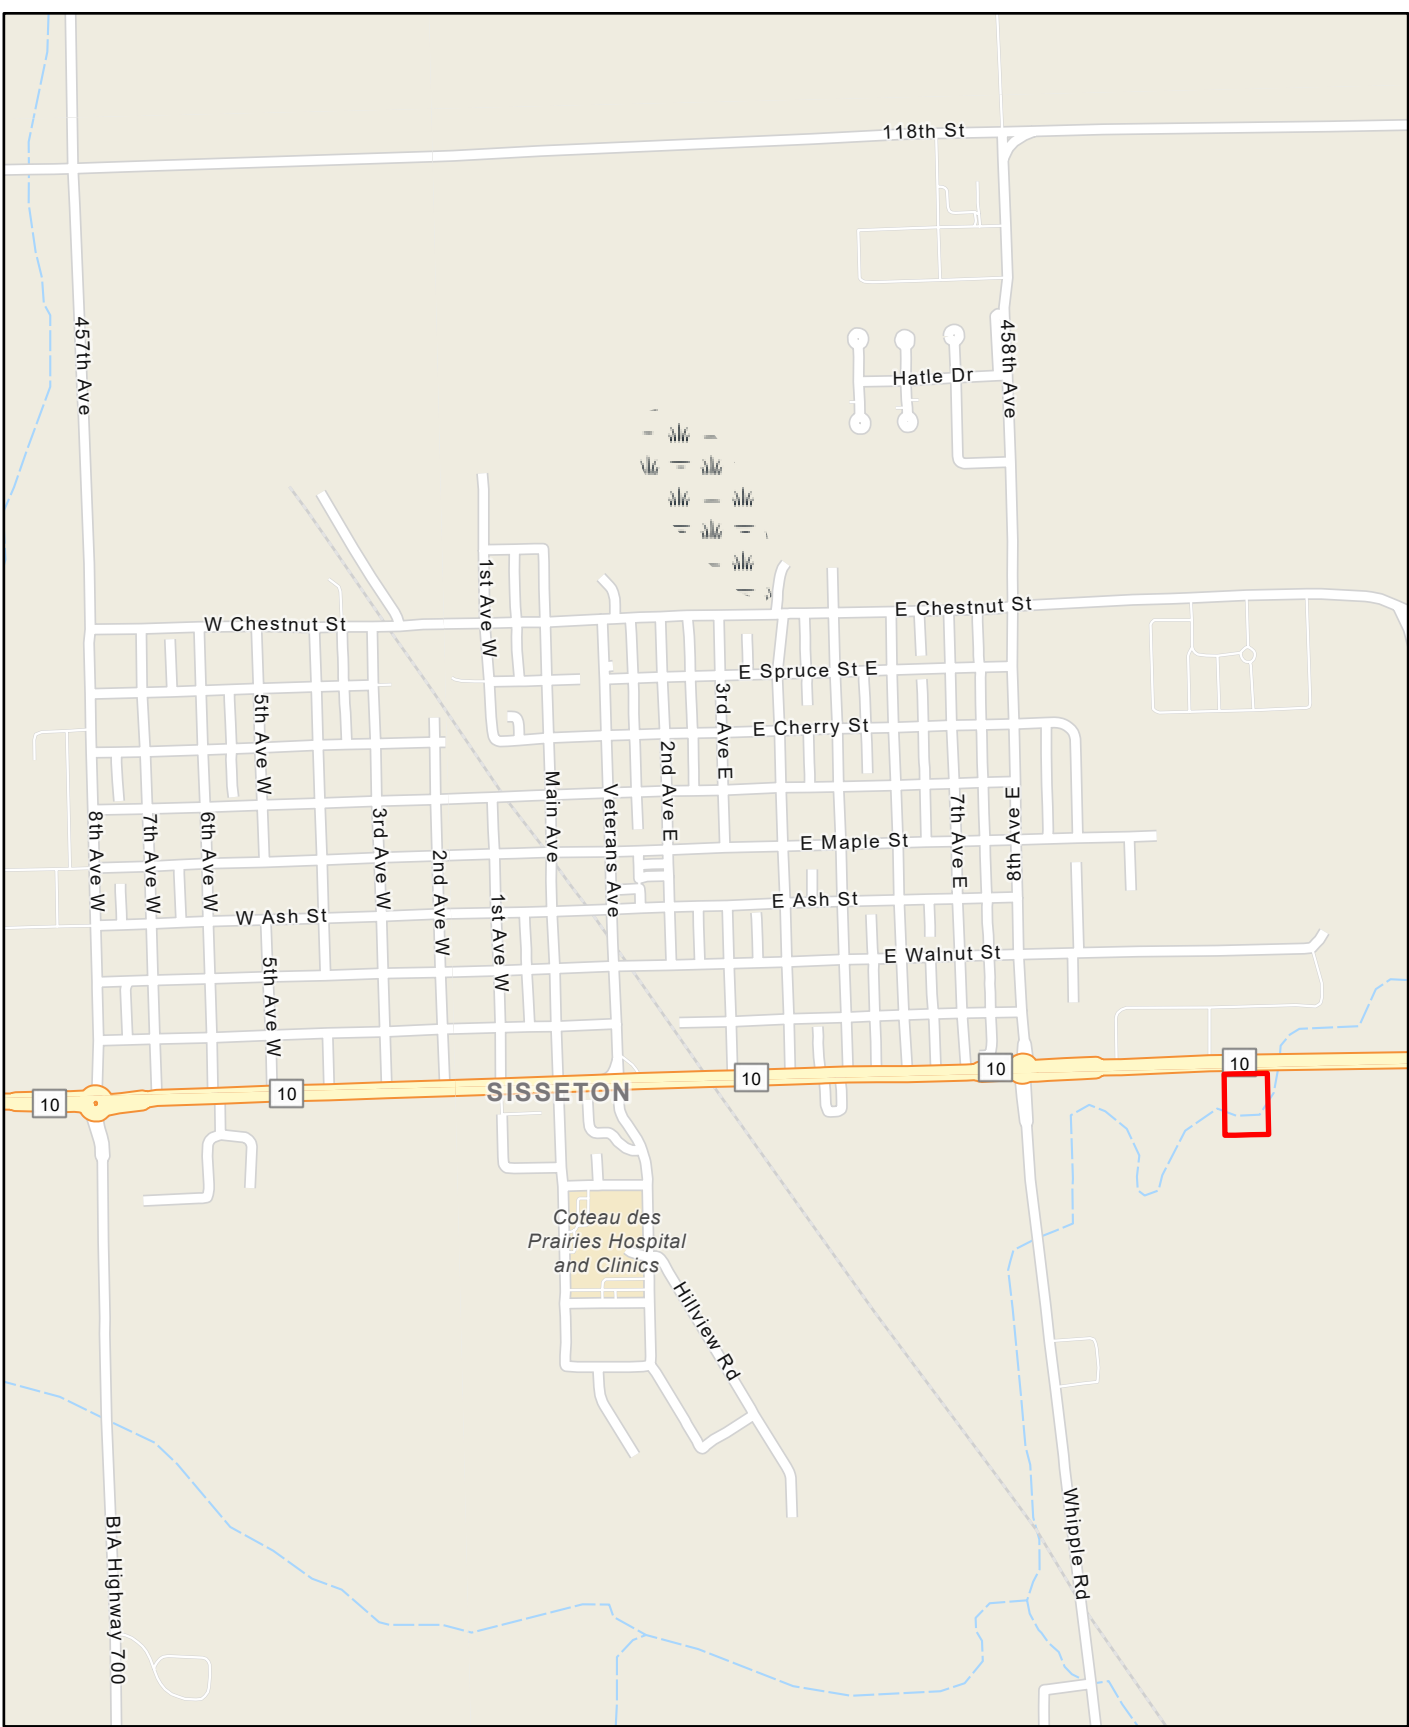 118th St
457th Ave
458th Ave
Hatle Dr
1st Ave W
E Chestnut St
W Chestnut St
E Spruce St E
3rd Ave E
5th Ave W
E Cherry St
2nd Ave E
Main Ave
Veterans Ave
8th Ave W
7th Ave W
6th Ave W
3rd Ave W
7th Ave E
8th Ave E
E Maple St
2nd Ave W
E Ash St
1st Ave W
W Ash St
E Walnut St
5th Ave W
10
10
10
10
10
SISSETON
Coteau des
Prairies Hospital
and Clinics
Hillview Rd
Whipple Rd
BIA Highway 700